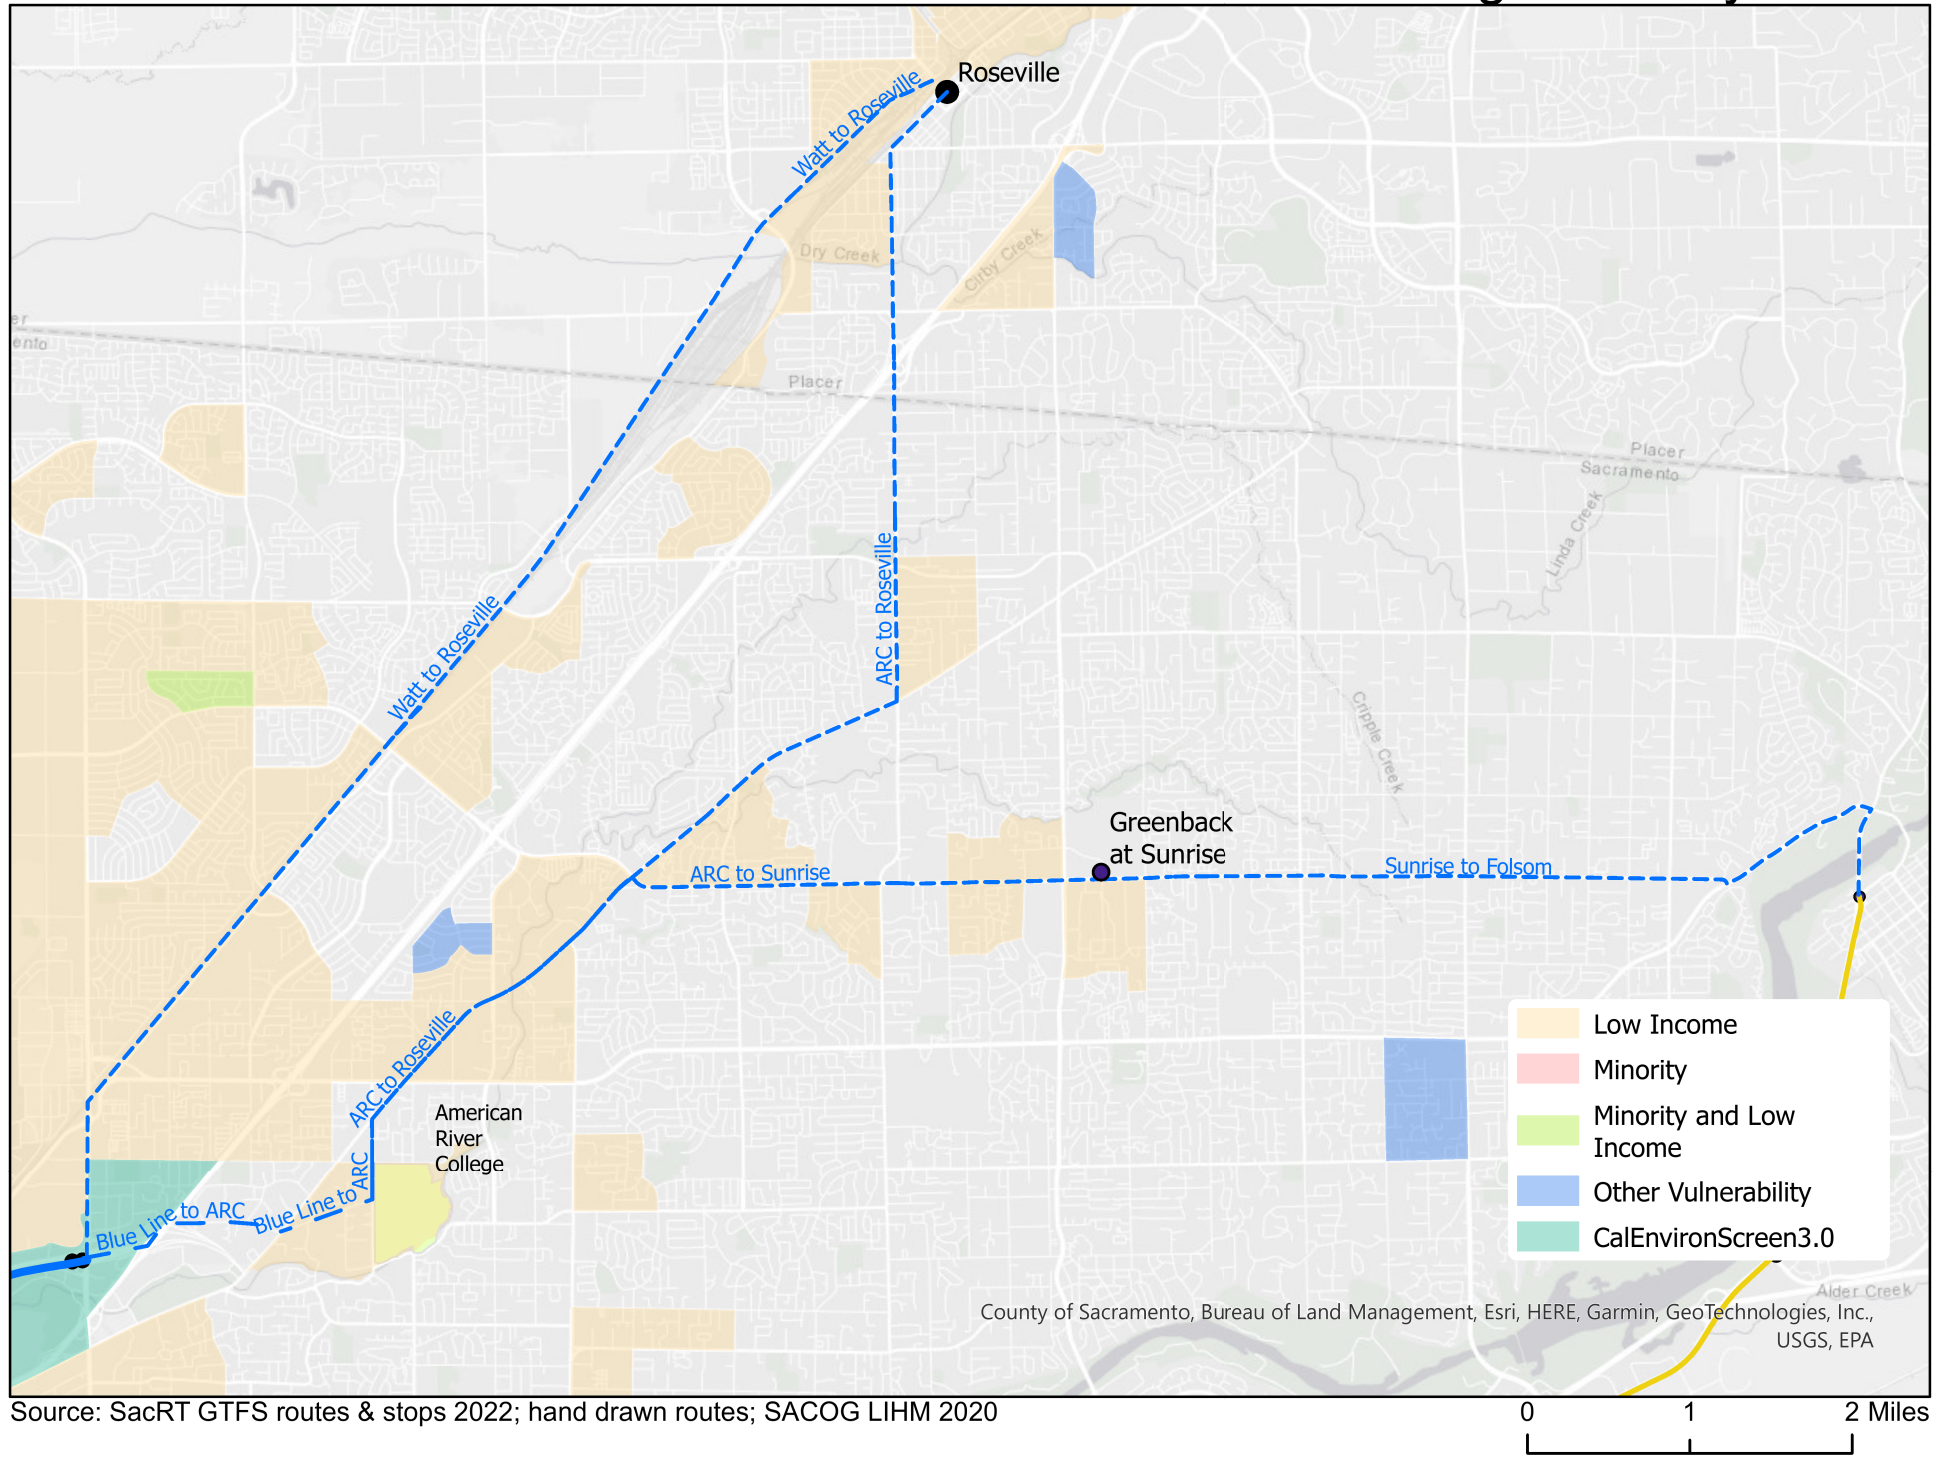 Roseville
Watt to Roseville
Dry Creek
Cirby Creek
er
ento
Placer
Placer
Sacramento
Linda Creek
ARC to Roseville
Watt to Roseville
Cripple Creek
Greenback
at Sunrise
ARC to Sunrise
Sunrise to Folsom
ARC to Roseville
American
River
College
Blue Line to ARC
Blue Line to ARC
Low Income
Minority
Minority and Low
Income
Other Vulnerability
CalEnvironScreen3.0
Alder Creek
County of Sacramento, Bureau of Land Management, Esri, HERE, Garmin, GeoTechnologies, Inc.,
USGS, EPA
Source: SacRT GTFS routes & stops 2022; hand drawn routes; SACOG LIHM 2020
0 1 2 Miles